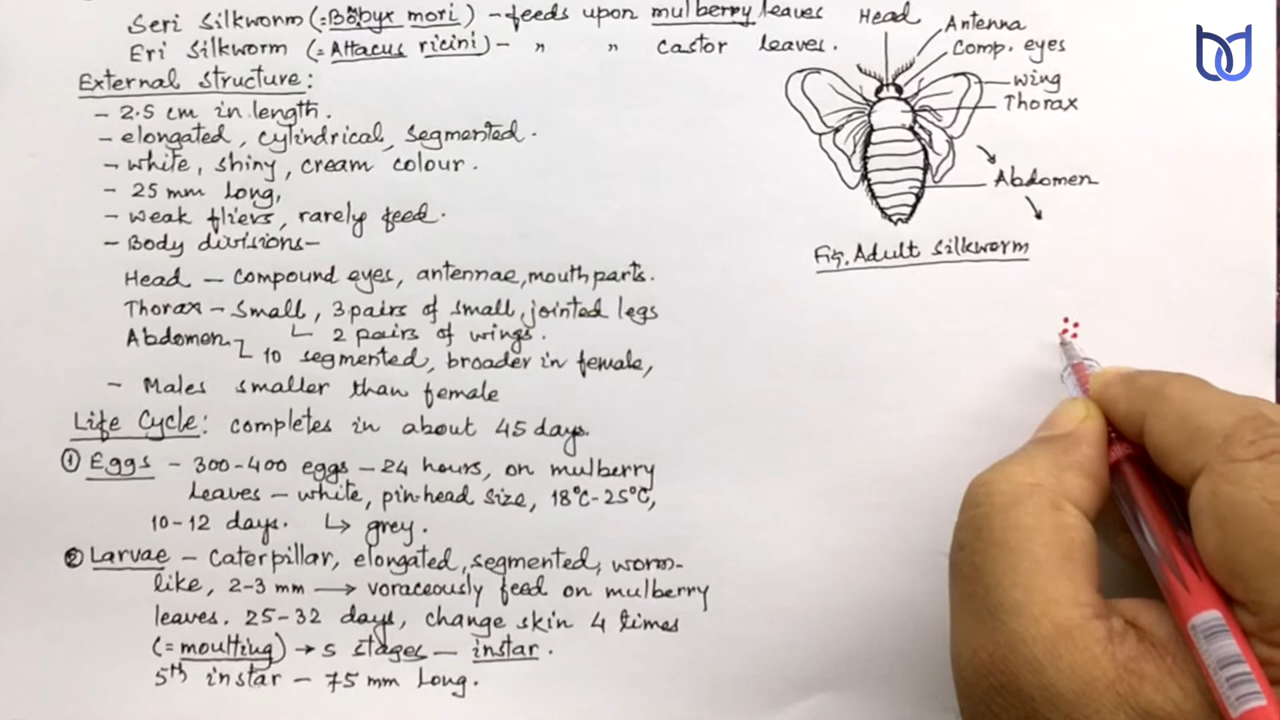 Seri Silkworm (=Bobyx mori) - feeds upon mulberry leaves
Eri Silkworm (=Attacus ricini) - " " castor leaves.
External structure:
- 2.5 cm in length.
- elongated, cylindrical, segmented.
- white, shiny, cream colour.
- 25 mm long,
- weak fliers, rarely feed.
- Body divisions-
Head - compound eyes, antennae, mouth parts.
Thorax - small, 3 pairs of small, jointed legs
└ 2 pairs of wings.
Abdomen
└ 10 segmented, broader in female,
- Males smaller than female
Life Cycle: completes in about 45 days.
① Eggs - 300-400 eggs - 24 hours, on mulberry
leaves - white, pin-head size, 18°C-25°C,
10-12 days. ↳ grey.
② Larvae - caterpillar, elongated, segmented, worm-
like, 2-3 mm → voraceously feed on mulberry
leaves. 25-32 days, change skin 4 times
(= moulting) → 5 stages - instar.
5th instar - 75 mm long.
Head
Antenna
Comp. eyes
wing
Thorax
Abdomen
Fig. Adult Silkworm